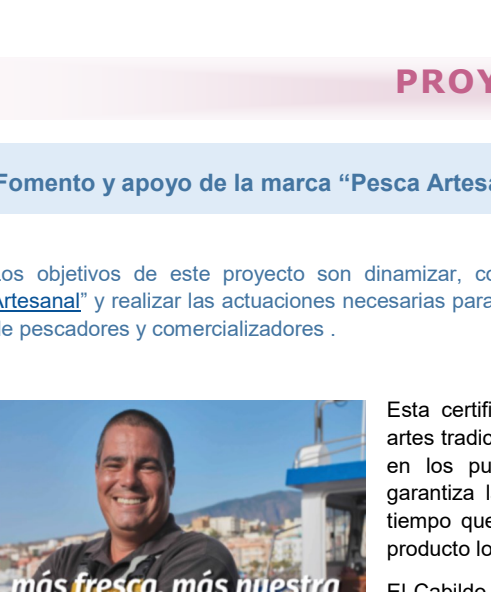 PROY
Fomento y apoyo de la marca “Pesca Artesa
Los objetivos de este proyecto son dinamizar, co
Artesanal” y realizar las actuaciones necesarias para
de pescadores y comercializadores .
Esta certifi
artes tradic
en los pu
garantiza l
tiempo que
producto lo
más fresca, más nuestra
El Cabildo